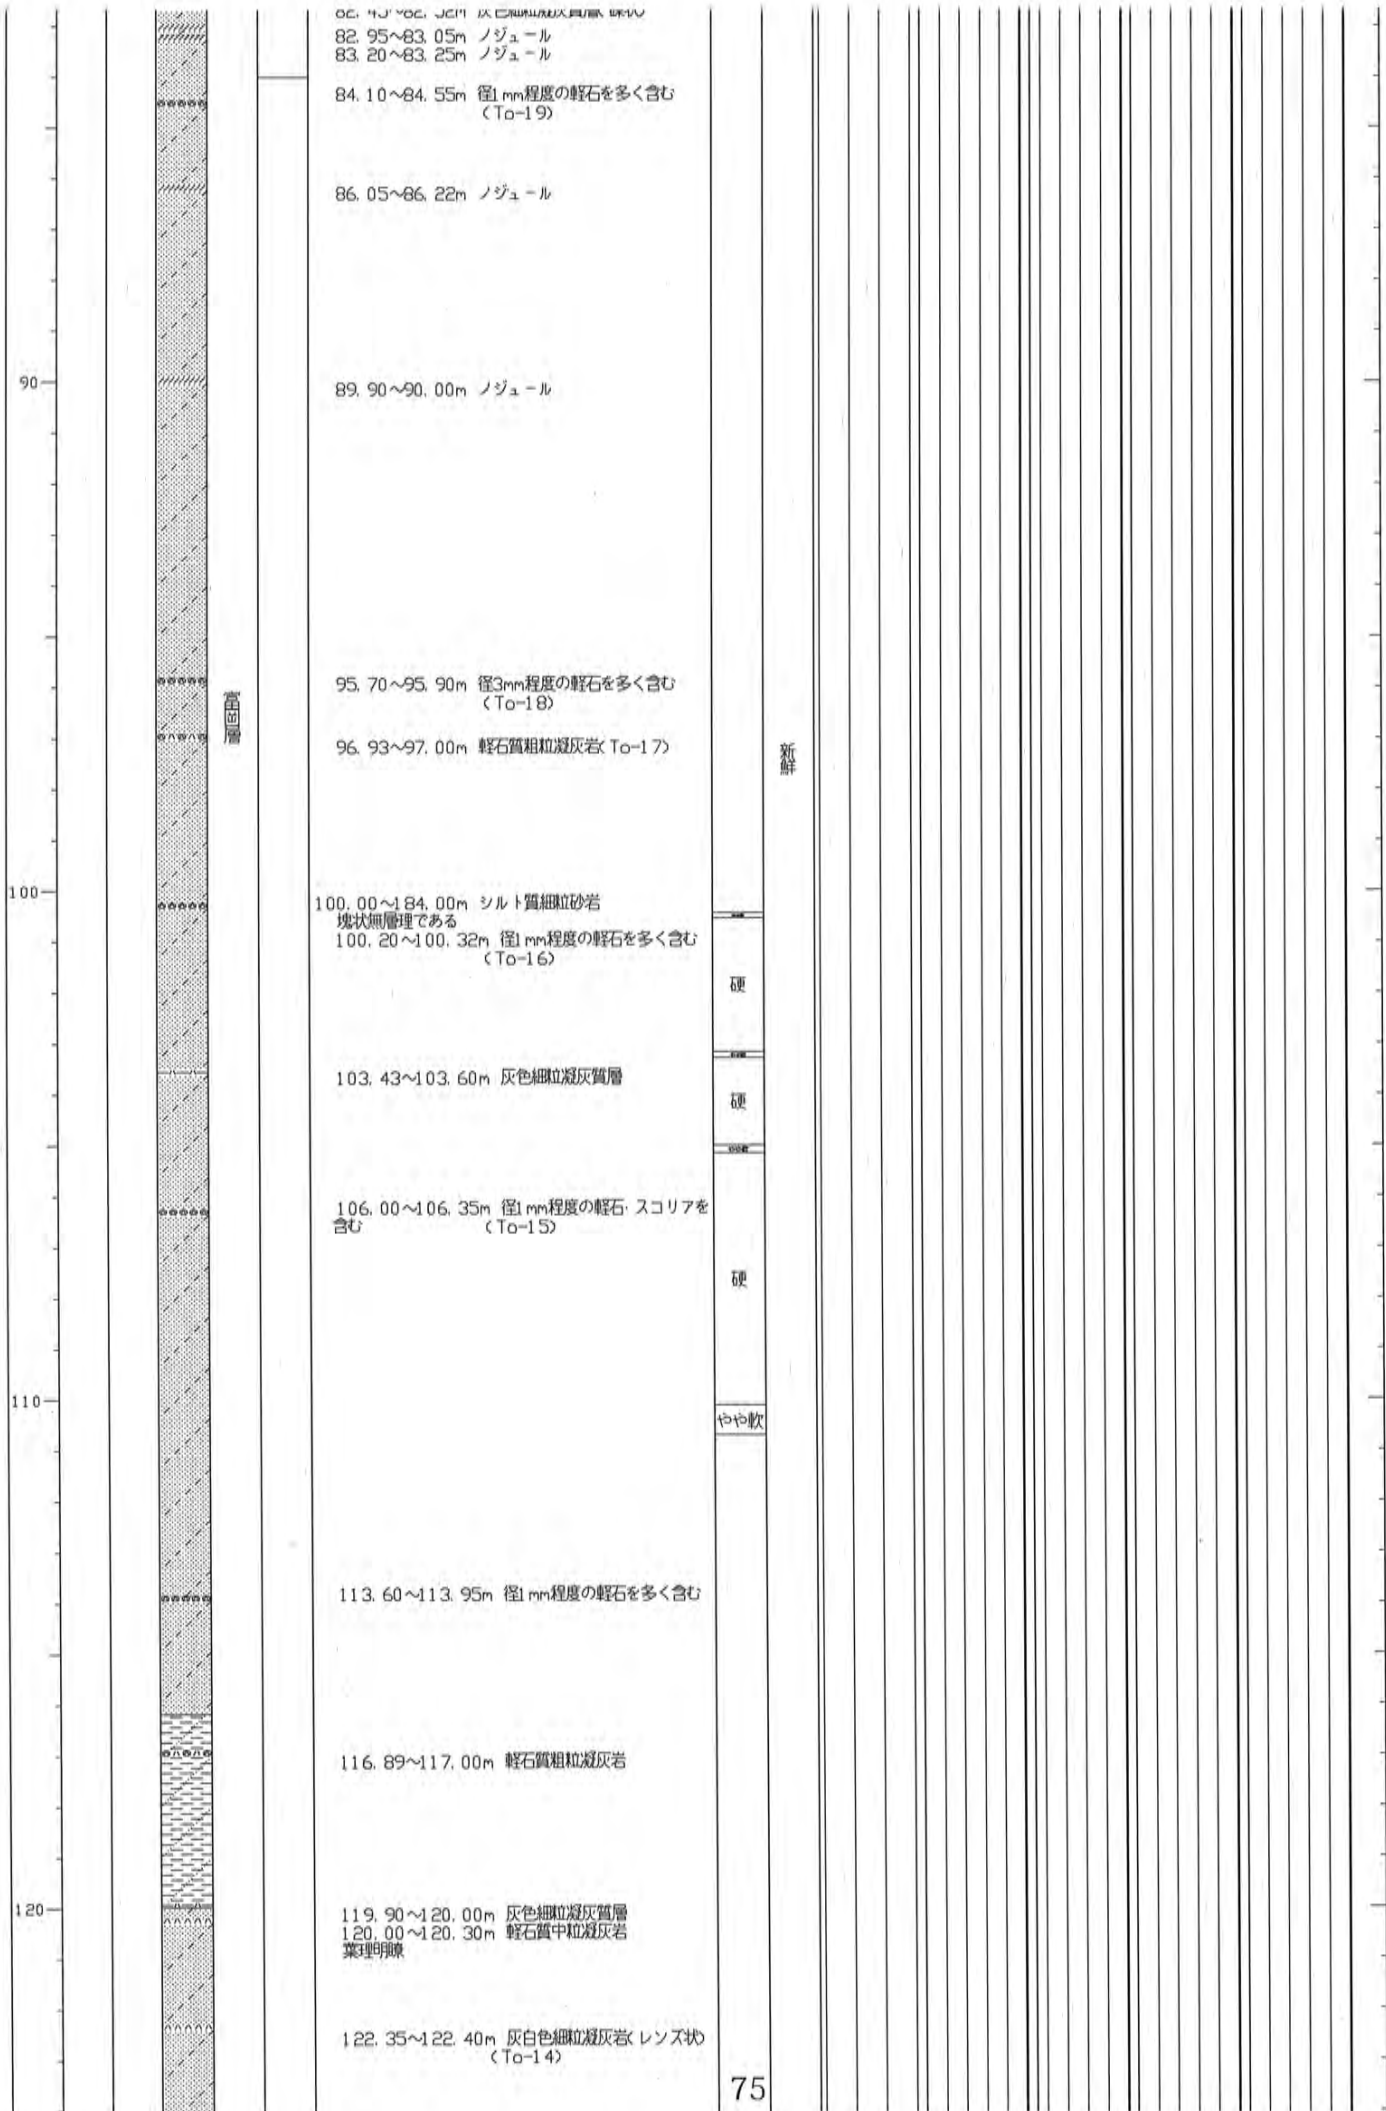 82. 95~83. 05m ノジュール
83. 20~83. 25m ノジュール
84. 10~84. 55m 径1mm程度の軽石を多く含む
(To-19)
86. 05~86. 22m ノジュール
90
89. 90~90. 00m ノジュール
95. 70~95. 90m 径3mm程度の軽石を多く含む
(To-18)
富岡層
96. 93~97. 00m 軽石質粗粒凝灰岩(To-17)
新鮮
100
100. 00~184. 00m シルト質細粒砂岩
塊状無層理である
100. 20~100. 32m 径1mm程度の軽石を多く含む
(To-16)
硬
103. 43~103. 60m 灰色細粒凝灰質層
硬
106. 00~106. 35m 径1mm程度の軽石・スコリアを
含む (To-15)
硬
110
やや軟
113. 60~113. 95m 径1mm程度の軽石を多く含む
116. 89~117. 00m 軽石質粗粒凝灰岩
120
119. 90~120. 00m 灰色細粒凝灰質層
120. 00~120. 30m 軽石質中粒凝灰岩
葉理明瞭
122. 35~122. 40m 灰白色細粒凝灰岩(レンズ状)
(To-14)
75